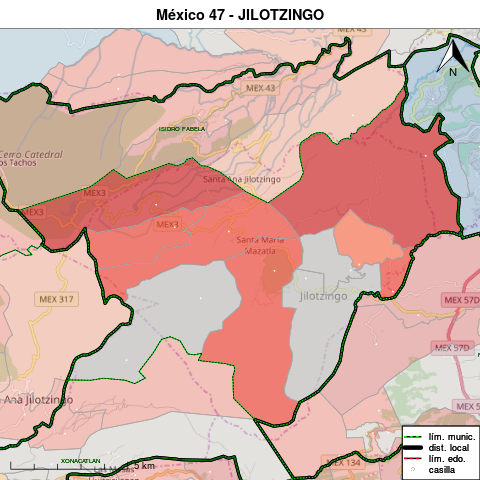 México 47 - JILOTZINGO
MEX 43
MEX 43
N
ISIDRO FABELA
Cerro Catedral
os Tachos
Santa Ana Jilotzingo
MEX3
MEX3
MEX3
Santa María
Mazatla
MEX 317
Jilotzingo
MEX 57D
MEX 57D
Ana Jilotzingo
MEX 5
XONACATLAN
5 km
MEX 134
lím. munic.
dist. local
lím. edo.
casilla